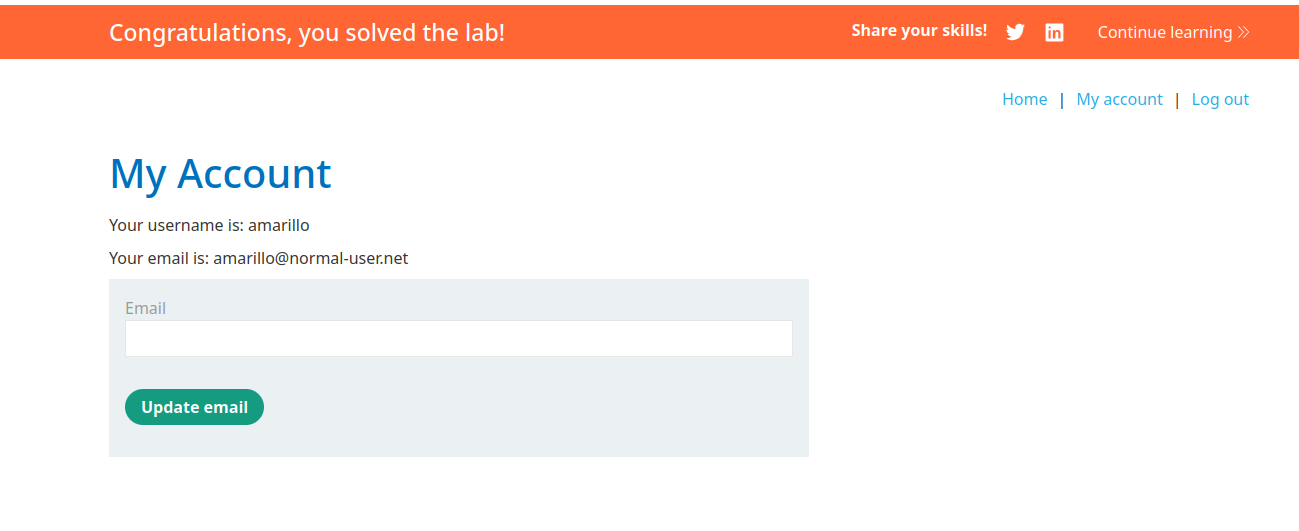 Congratulations, you solved the lab!
Share your skills!
Continue learning
Home | My account | Log out
My Account
Your username is: amarillo
Your email is: amarillo@normal-user.net
Email
Update email